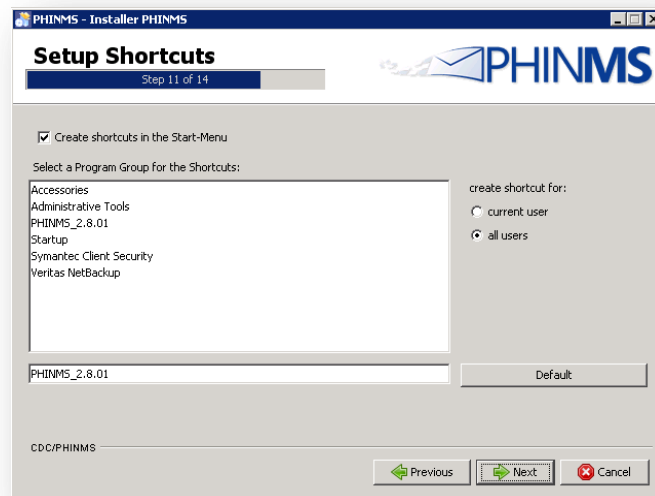 PHINMS - Installer PHINMS
Setup Shortcuts
Step 11 of 14
PHINMS
Create shortcuts in the Start-Menu
Select a Program Group for the Shortcuts:
Accessories
Administrative Tools
PHINMS_2.8.01
Startup
Symantec Client Security
Veritas NetBackup
create shortcut for:
current user
all users
PHINMS_2.8.01
Default
CDC/PHINMS
Previous
Next
Cancel